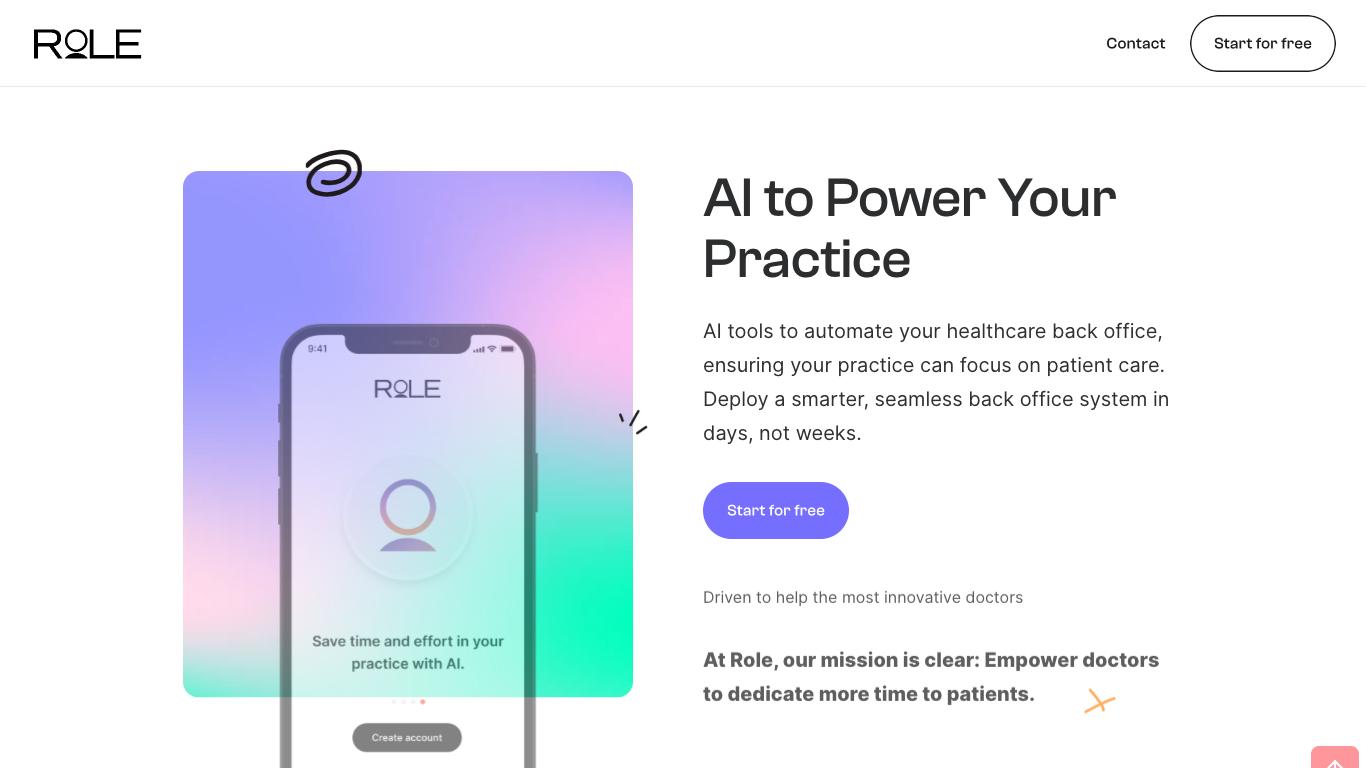 ROLE
Contact
Start for free
9:41
ROLE
Save time and effort in your
practice with AI.
Create account
AI to Power Your
Practice
AI tools to automate your healthcare back office,
ensuring your practice can focus on patient care.
Deploy a smarter, seamless back office system in
days, not weeks.
Start for free
Driven to help the most innovative doctors
At Role, our mission is clear: Empower doctors
to dedicate more time to patients.